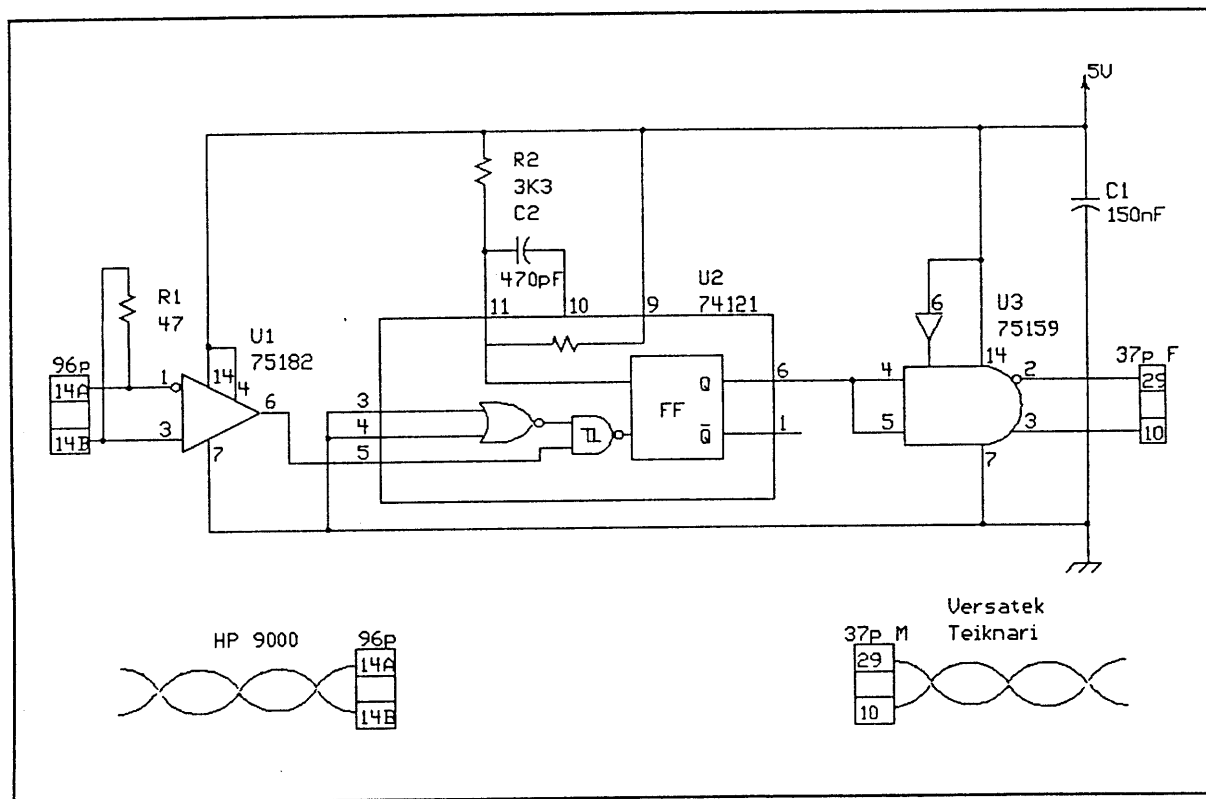 5V
R2
3K3
C2
470pF
C1
150nF
R1
47
U1
75182
11
10
9
U2
74121
6
U3
75159
96p
14A
14B
1
3
14
4
6
7
3
4
5
TL
FF
Q
Q̅
6
1
4
5
14
2
3
7
37p F
29
10
HP 9000
96p
14A
14B
Versatek
Teiknari
37p M
29
10